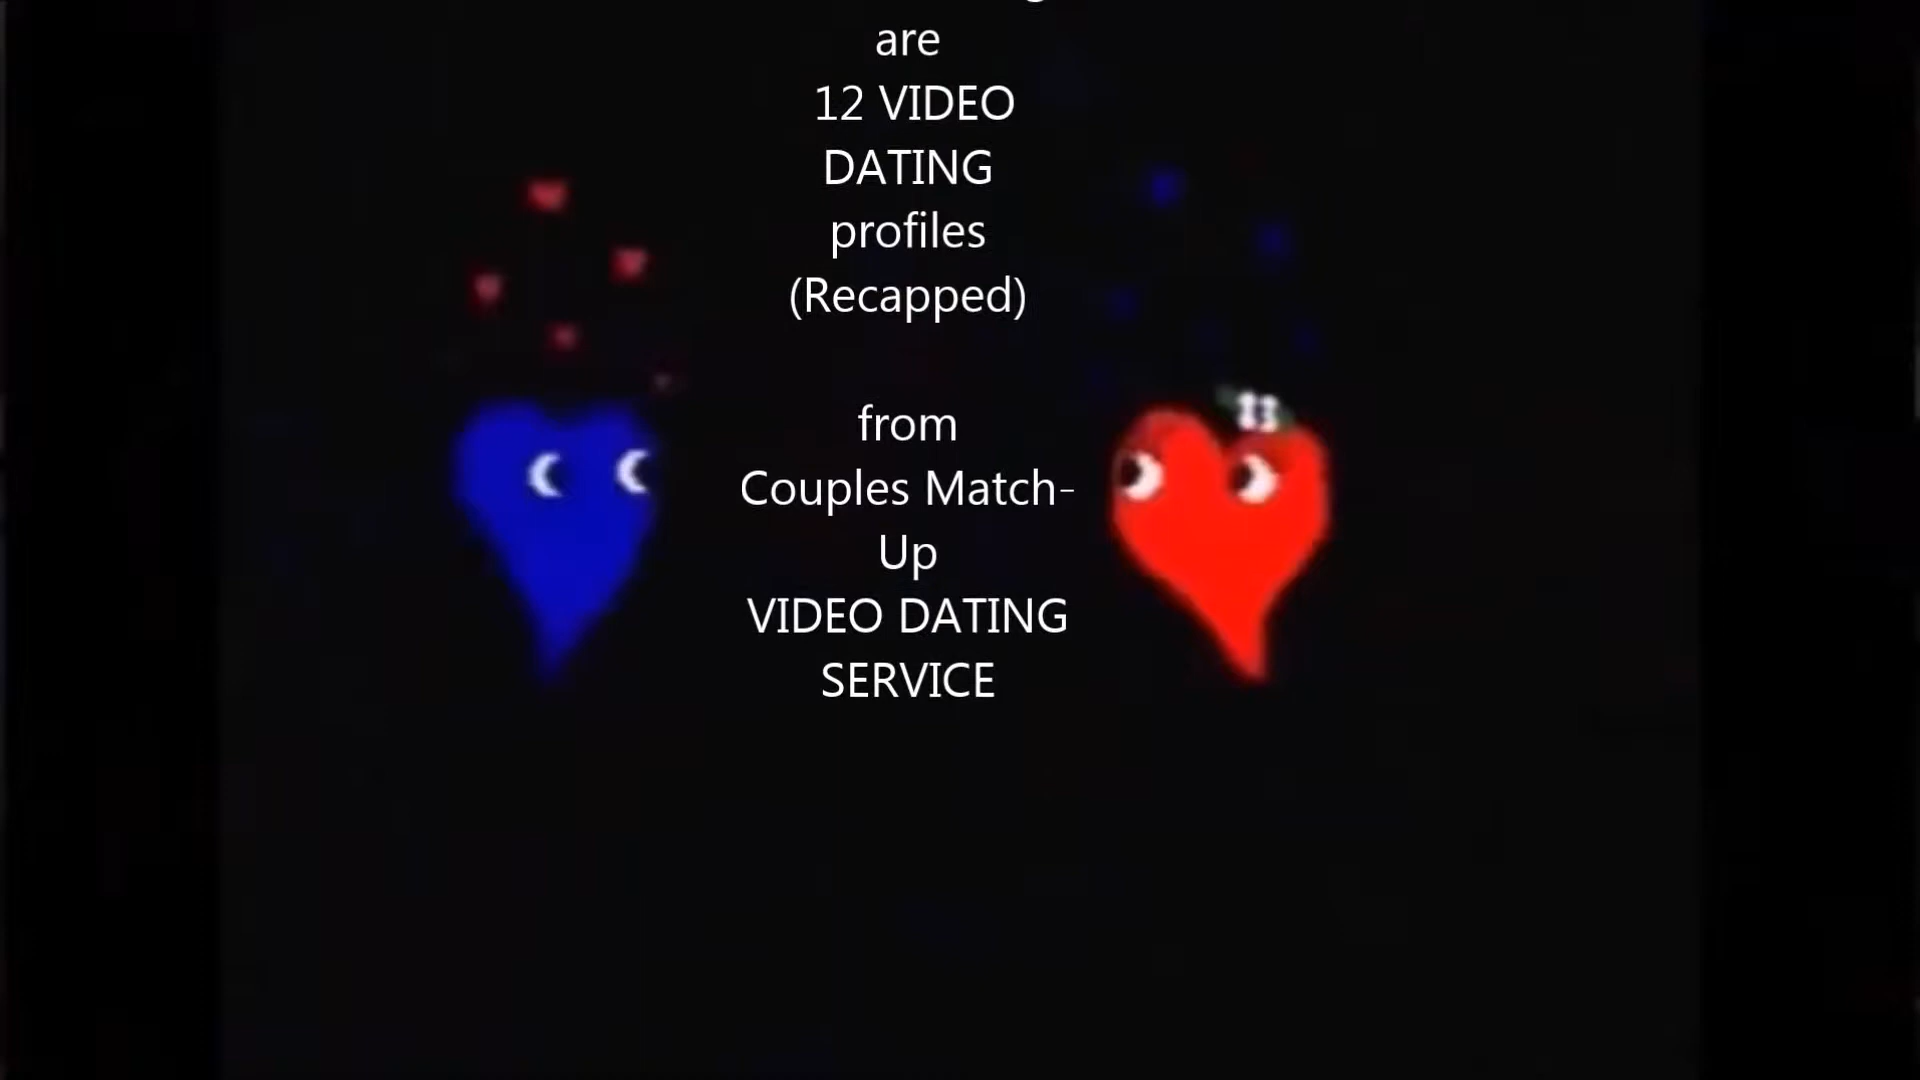 are
12 VIDEO
DATING
profiles
(Recapped)
from
Couples Match-
Up
VIDEO DATING
SERVICE